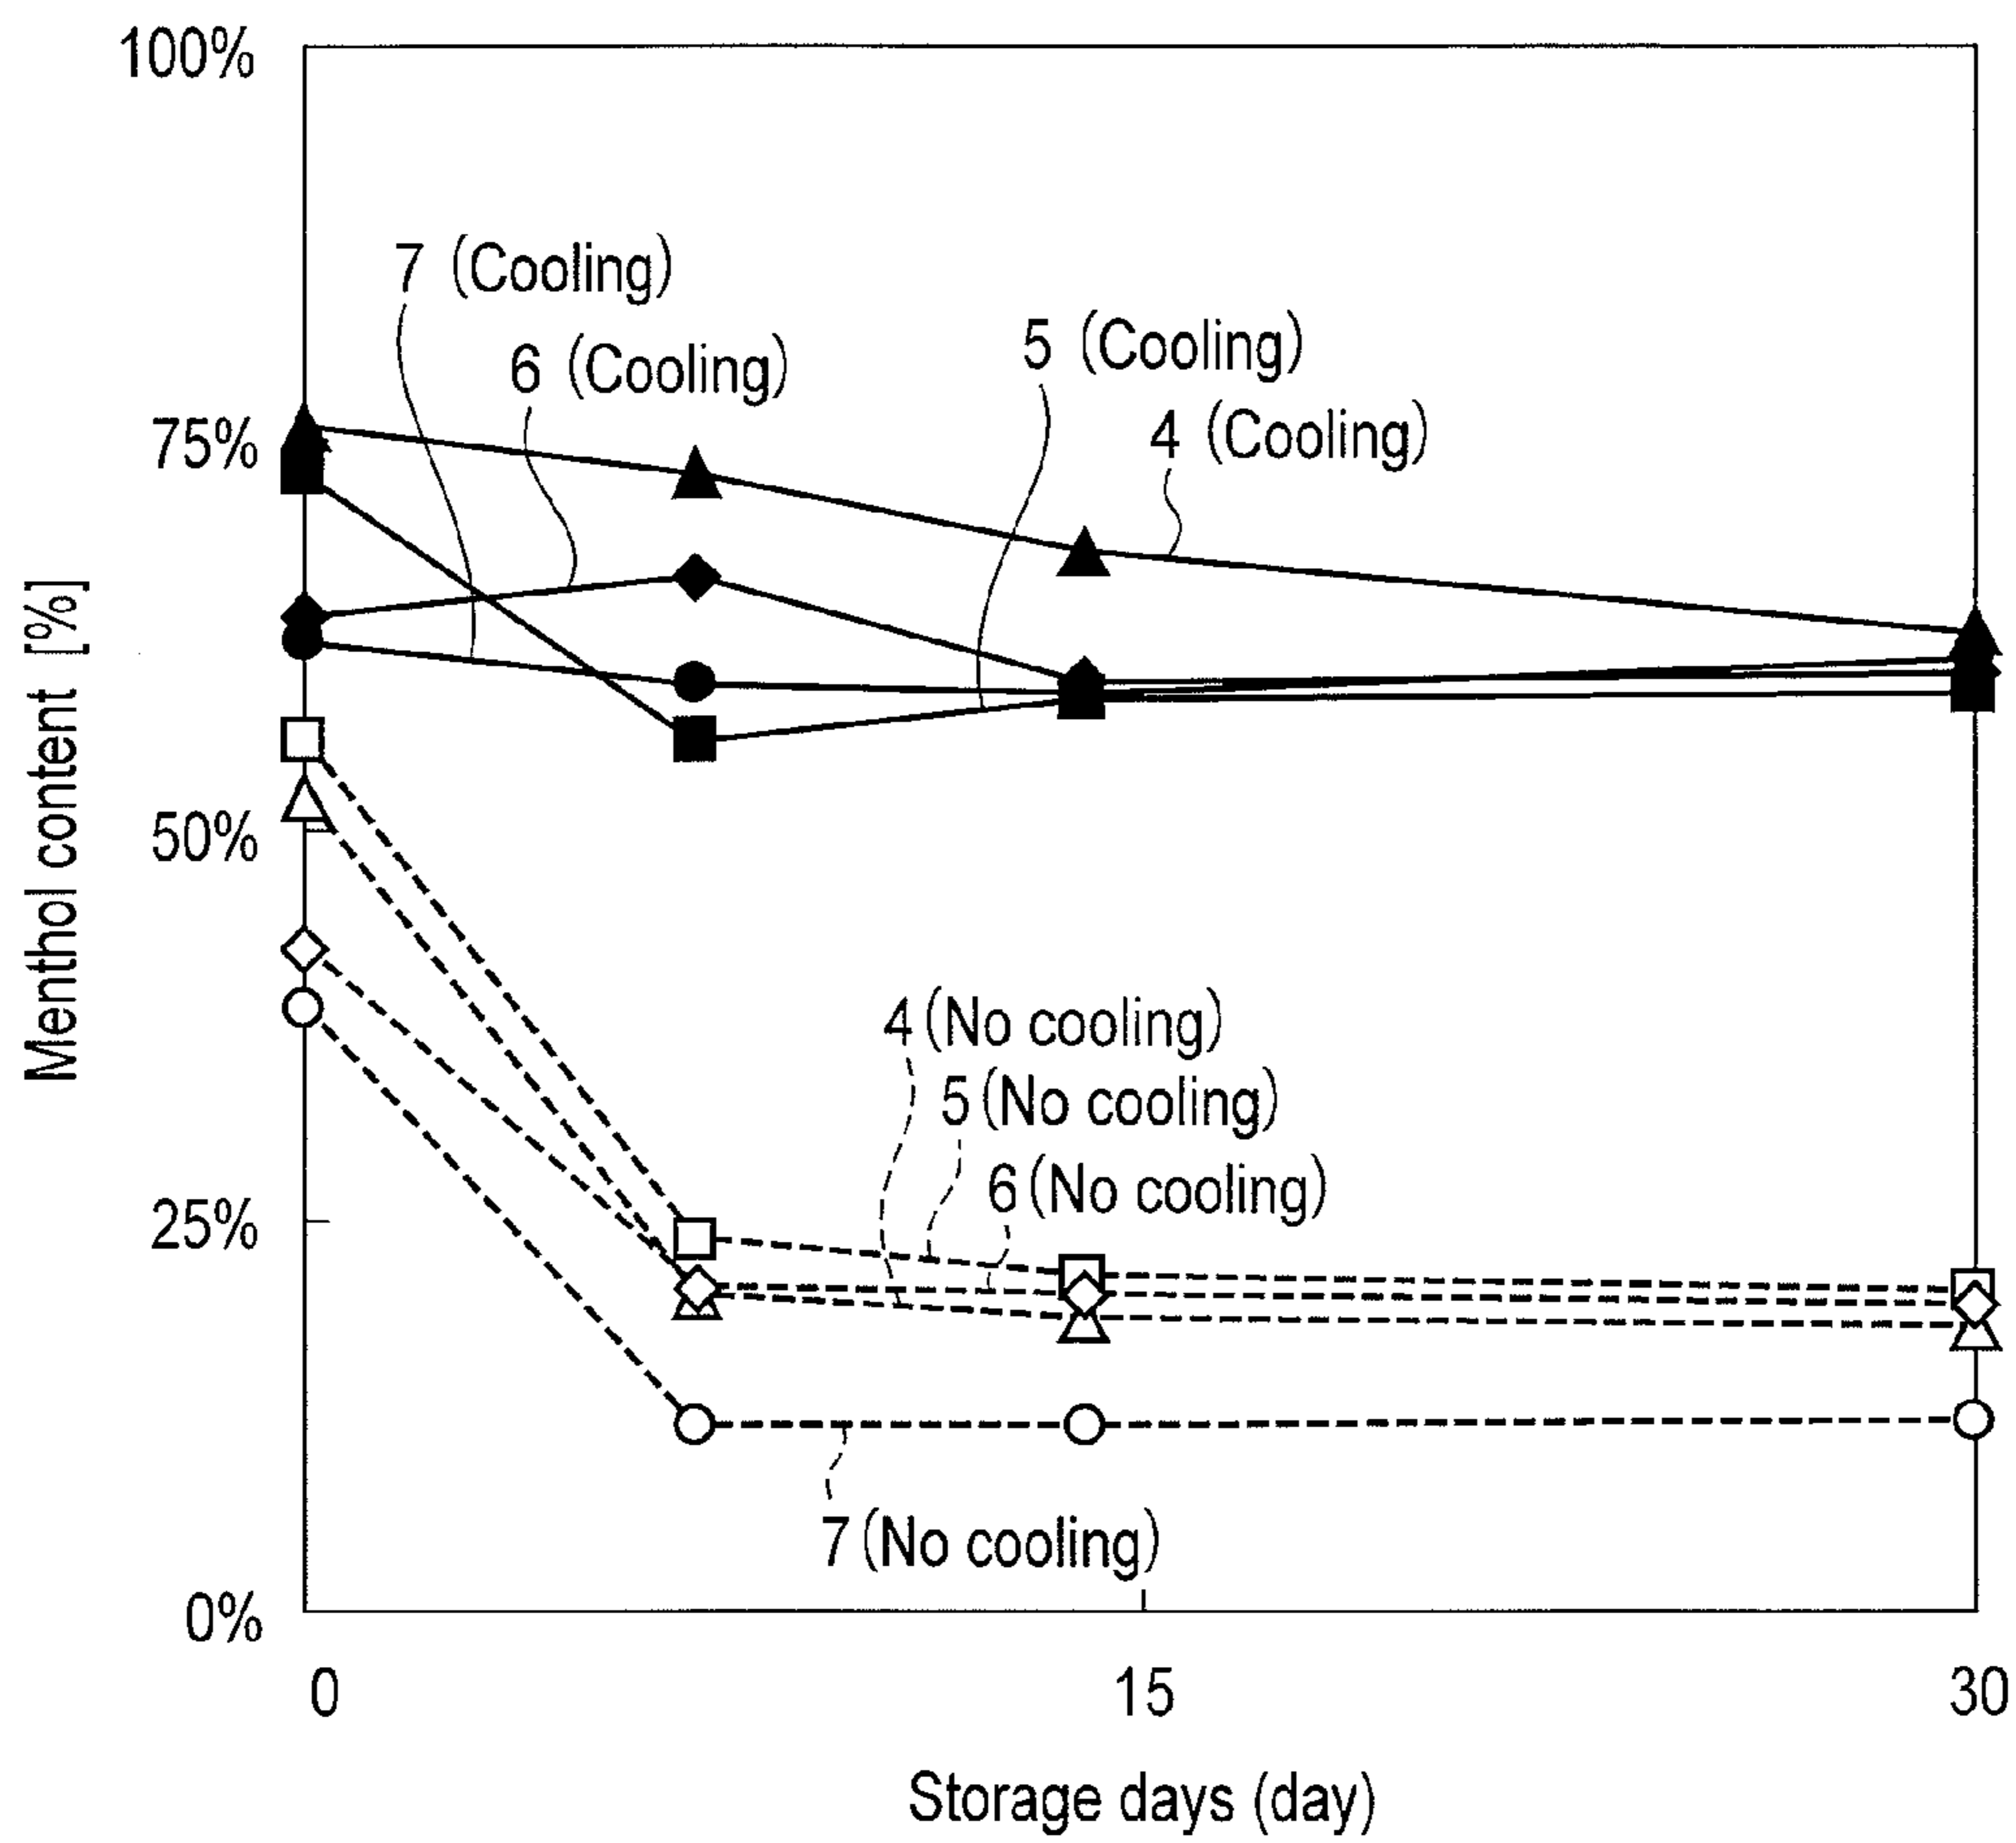 100%
7 (Cooling)
6 (Cooling)
5 (Cooling)
4 (Cooling)
75%
Menthol content [%]
50%
4 (No cooling)
5 (No cooling)
6 (No cooling)
25%
7 (No cooling)
0%
0 15 30
Storage days (day)